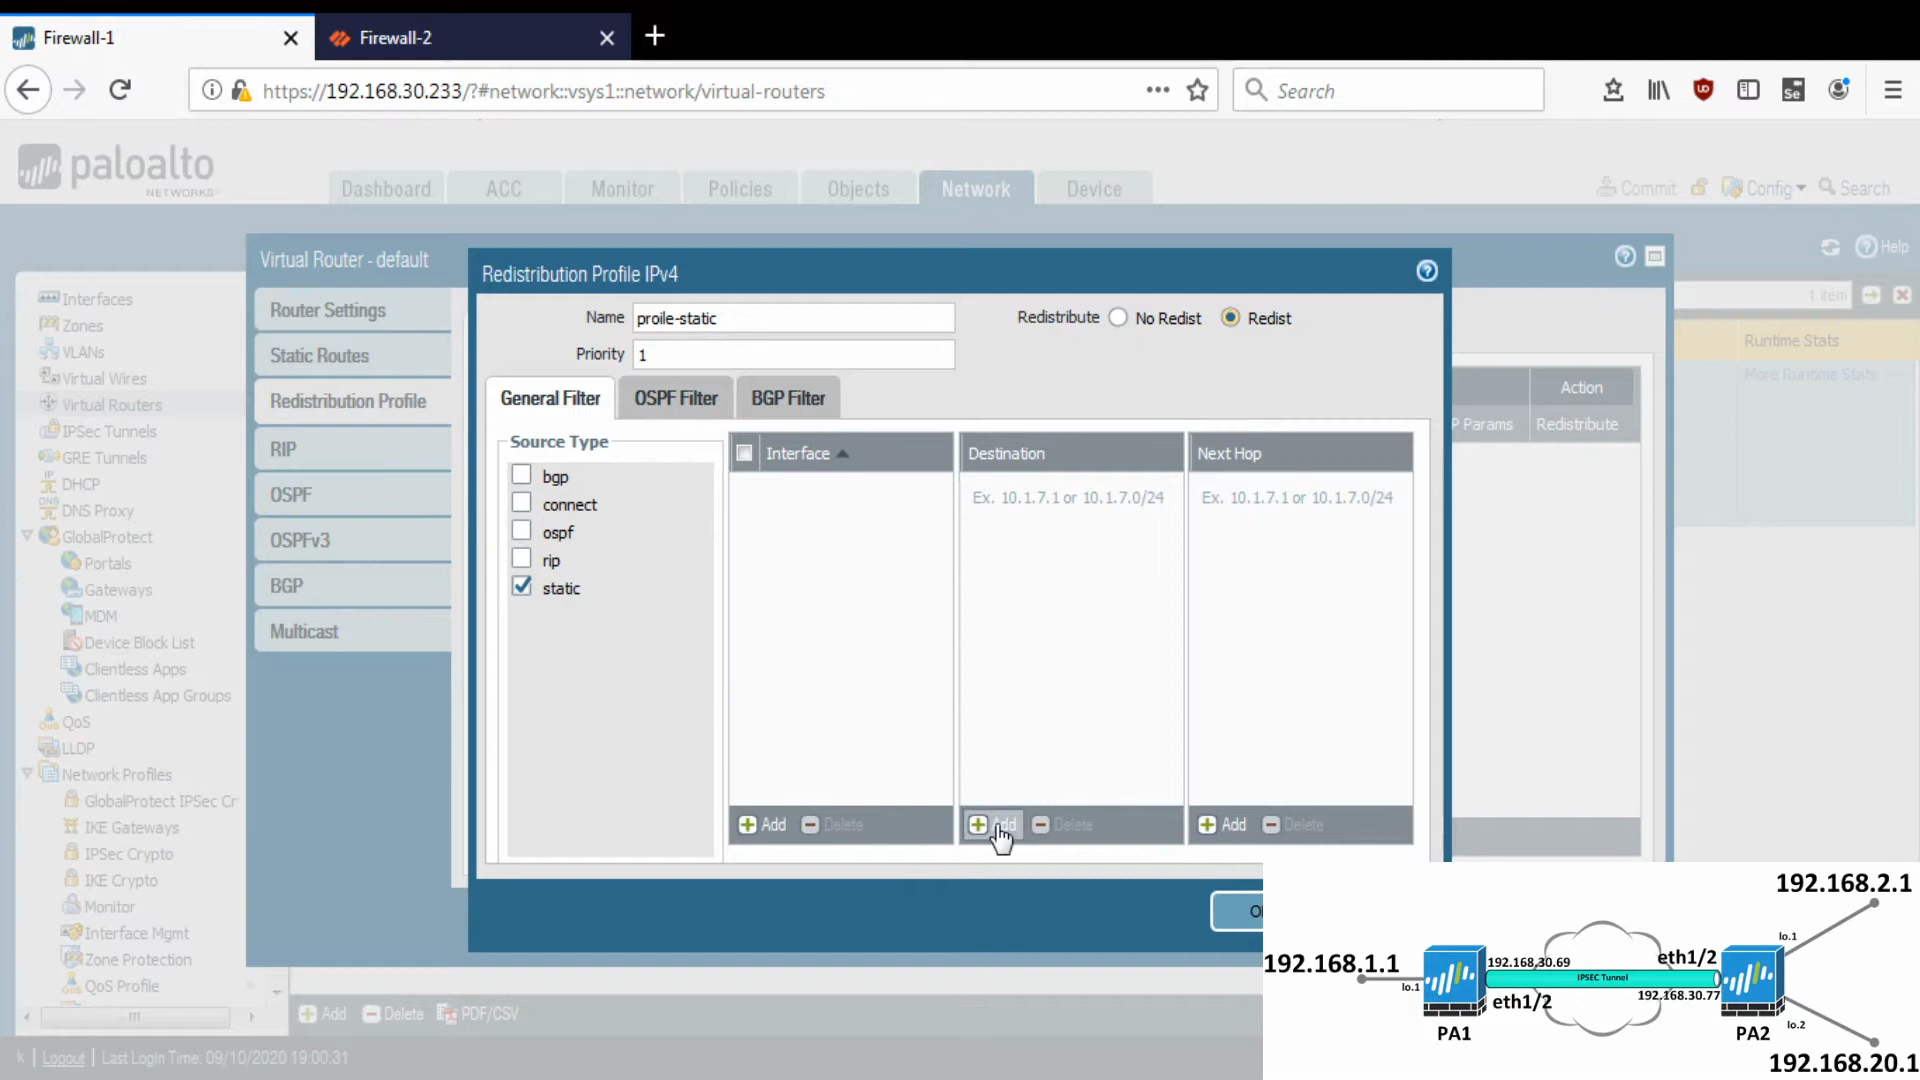 Firewall-1
Firewall-2
https://192.168.30.233/?#network::vsys1::network/virtual-routers
Search
paloalto
NETWORKS
Dashboard
ACC
Monitor
Policies
Objects
Network
Device
Commit
Config
Search
Help
Interfaces
Zones
VLANs
Virtual Wires
Virtual Routers
IPSec Tunnels
GRE Tunnels
DHCP
DNS Proxy
GlobalProtect
Portals
Gateways
MDM
Device Block List
Clientless Apps
Clientless App Groups
QoS
LLDP
Network Profiles
GlobalProtect IPSec Cr
IKE Gateways
IPSec Crypto
IKE Crypto
Monitor
Interface Mgmt
Zone Protection
QoS Profile
Virtual Router - default
Router Settings
Static Routes
Redistribution Profile
RIP
OSPF
OSPFv3
BGP
Multicast
Redistribution Profile IPv4
Name
proile-static
Redistribute
No Redist
Redist
Priority
1
General Filter
OSPF Filter
BGP Filter
Source Type
bgp
connect
ospf
rip
static
Interface
Destination
Next Hop
Ex. 10.1.7.1 or 10.1.7.0/24
Ex. 10.1.7.1 or 10.1.7.0/24
Add
Delete
Add
Delete
Add
Delete
1 item
Runtime Stats
More Runtime Stats
Action
P Params
Redistribute
Add
Delete
PDF/CSV
k | Logout | Last Login Time: 09/10/2020 19:00:31
192.168.2.1
lo.1
192.168.1.1
lo.1
192.168.30.69
eth1/2
IPSEC Tunnel
eth1/2
192.168.30.77
PA1
PA2
lo.2
192.168.20.1